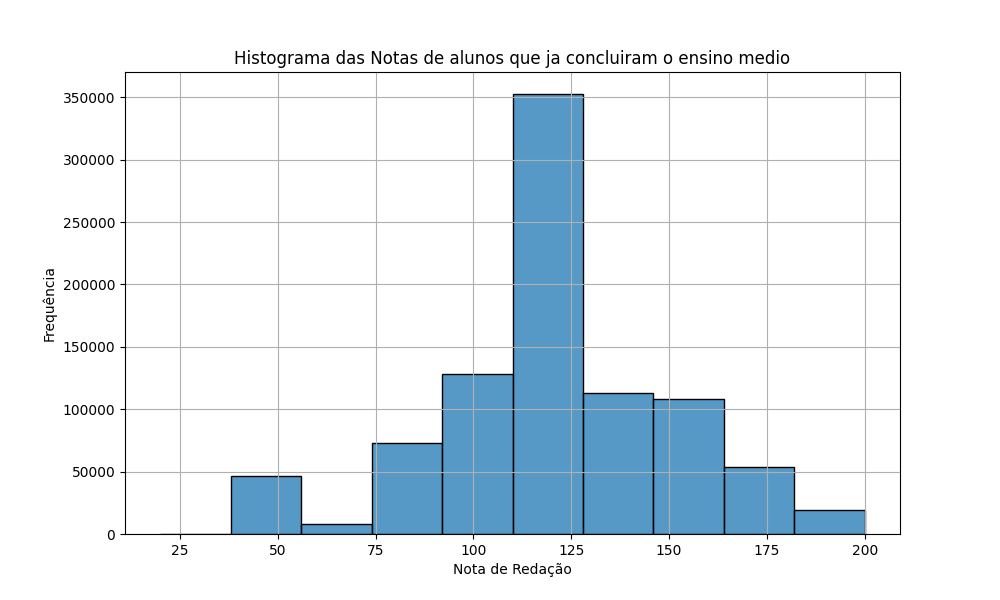 Histograma das Notas de alunos que ja concluiram o ensino medio
350000
300000
250000
200000
150000
100000
50000
0
Frequência
25 50 75 100 125 150 175 200
Nota de Redação